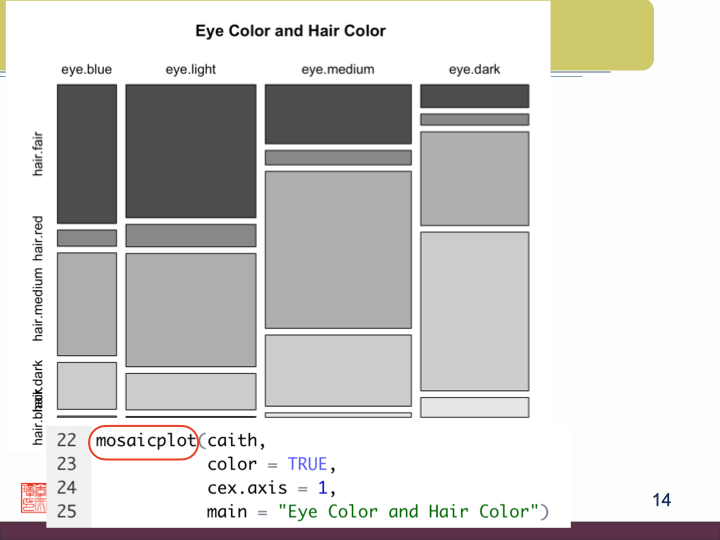 Eye Color and Hair Color
eye.blue eye.light eye.medium eye.dark
hair.fair
hair.red
hair.medium
hair.dark
hair.black
22 mosaicplot(caith,
23 color = TRUE,
24 cex.axis = 1,
25 main = "Eye Color and Hair Color")
14